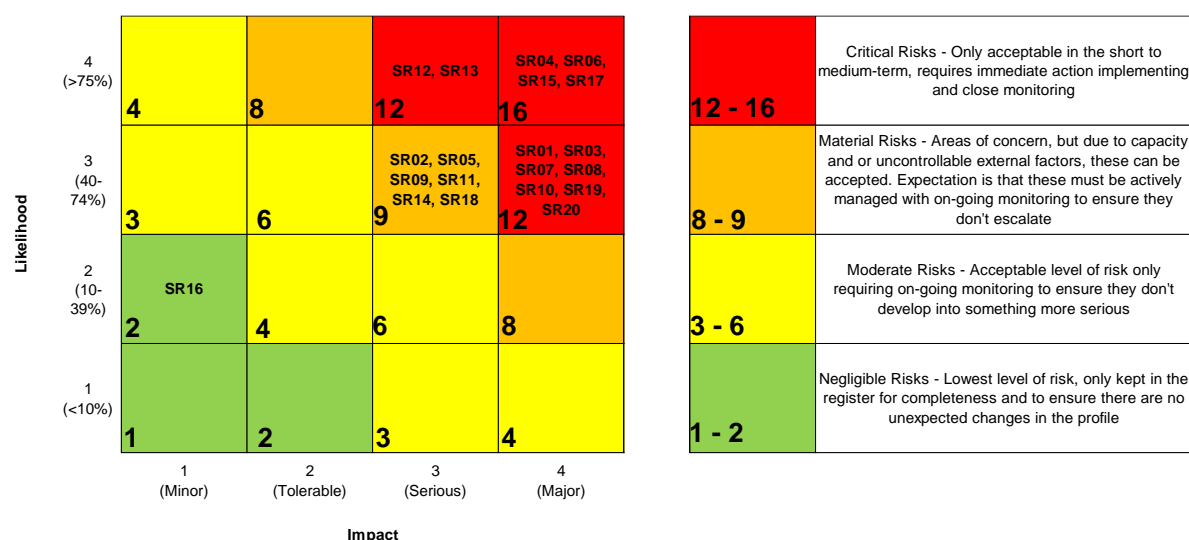 Likelihood
4
(>75%)
4
8
SR12, SR13
12
SR04, SR06,
SR15, SR17
16
3
(40-
74%)
3
6
SR02, SR05,
SR09, SR11,
SR14, SR18
9
SR01, SR03,
SR07, SR08,
SR10, SR19,
SR20
12
2
(10-
39%)
SR16
2
4
6
8
1
(<10%)
1
2
3
4
1
(Minor)
2
(Tolerable)
3
(Serious)
4
(Major)
Impact
12 - 16
Critical Risks - Only acceptable in the short to
medium-term, requires immediate action implementing
and close monitoring
8 - 9
Material Risks - Areas of concern, but due to capacity
and or uncontrollable external factors, these can be
accepted. Expectation is that these must be actively
managed with on-going monitoring to ensure they
don't escalate
3 - 6
Moderate Risks - Acceptable level of risk only
requiring on-going monitoring to ensure they don't
develop into something more serious
1 - 2
Negligible Risks - Lowest level of risk, only kept in the
register for completeness and to ensure there are no
unexpected changes in the profile